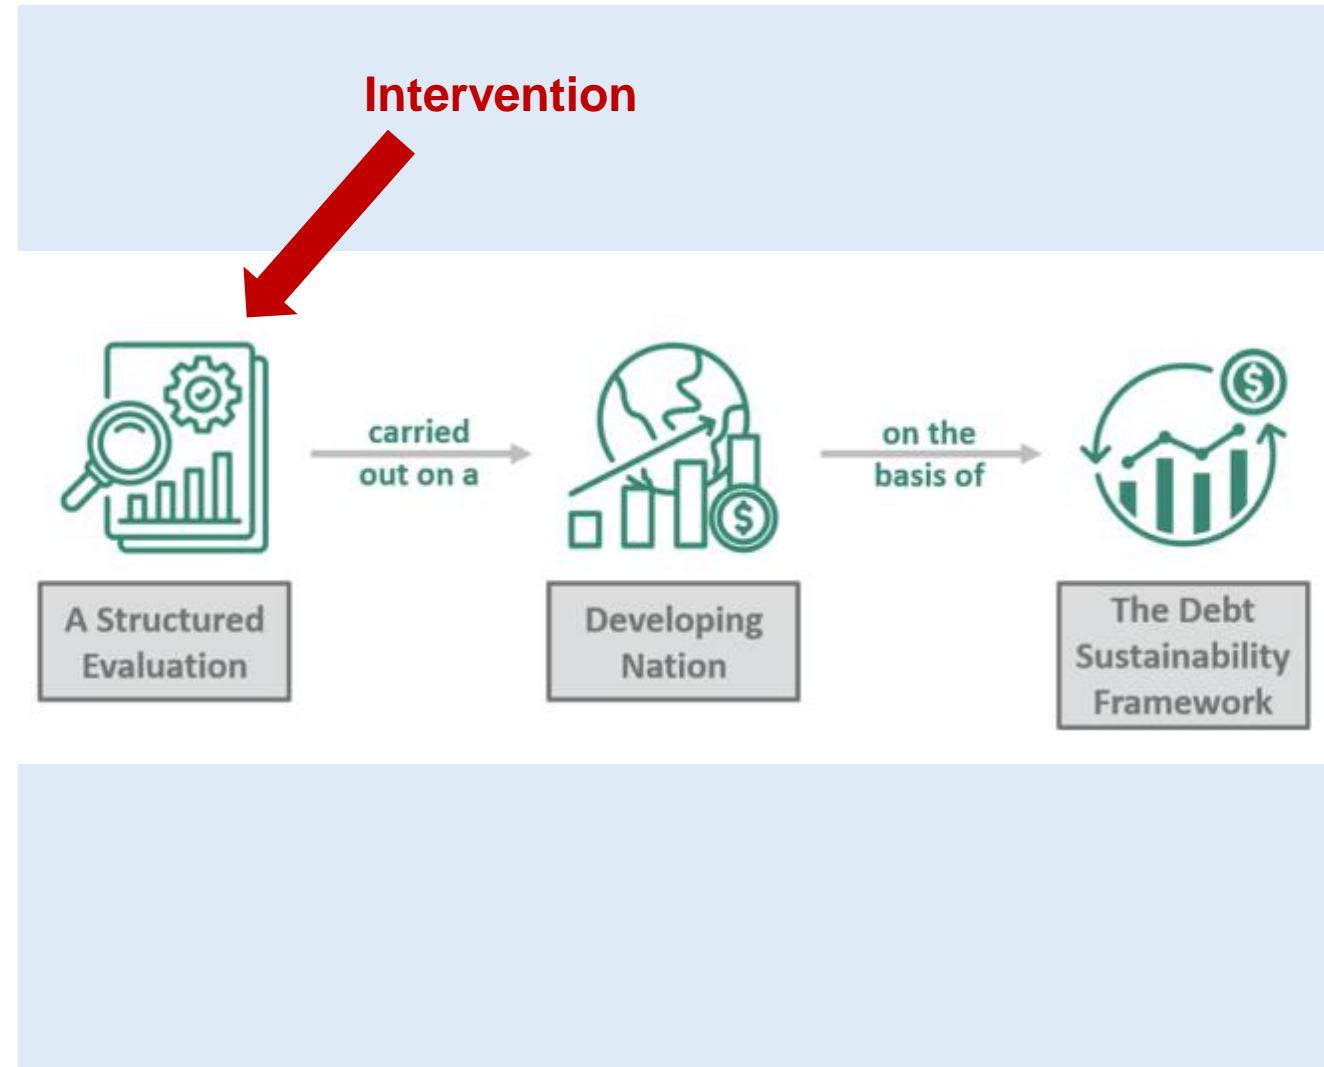 Intervention
carried
out on a
on the
basis of
$
$
A Structured
Evaluation
Developing
Nation
The Debt
Sustainability
Framework